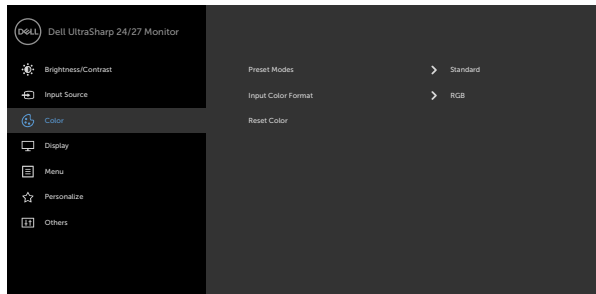 DELL Dell UltraSharp 24/27 Monitor
Brightness/Contrast Preset Modes Standard
Input Source Input Color Format RGB
Color Reset Color
Display
Menu
Personalize
Others